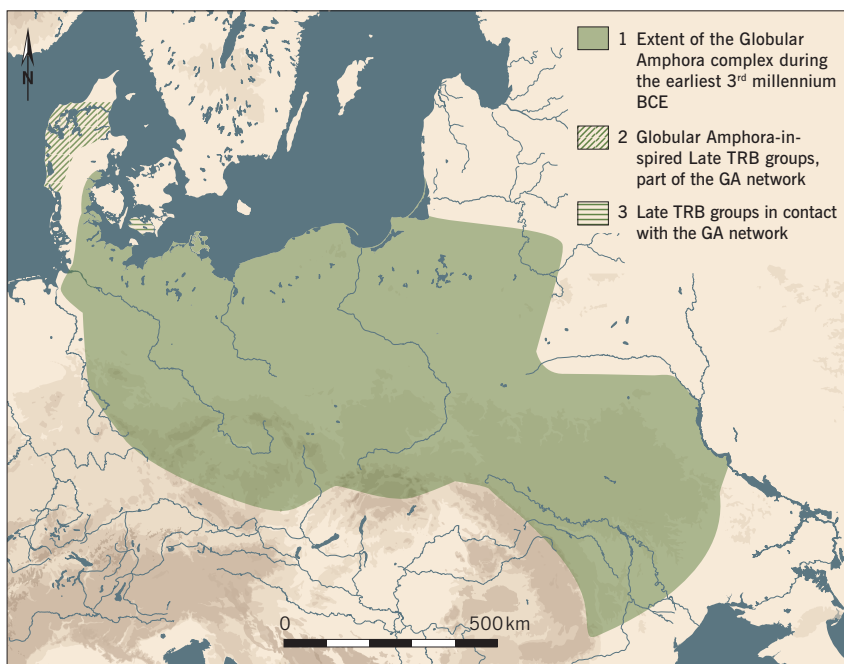 N
1 Extent of the Globular
Amphora complex during
the earliest 3rd millennium
BCE
2 Globular Amphora-in-
spired Late TRB groups,
part of the GA network
3 Late TRB groups in contact
with the GA network
0 500 km